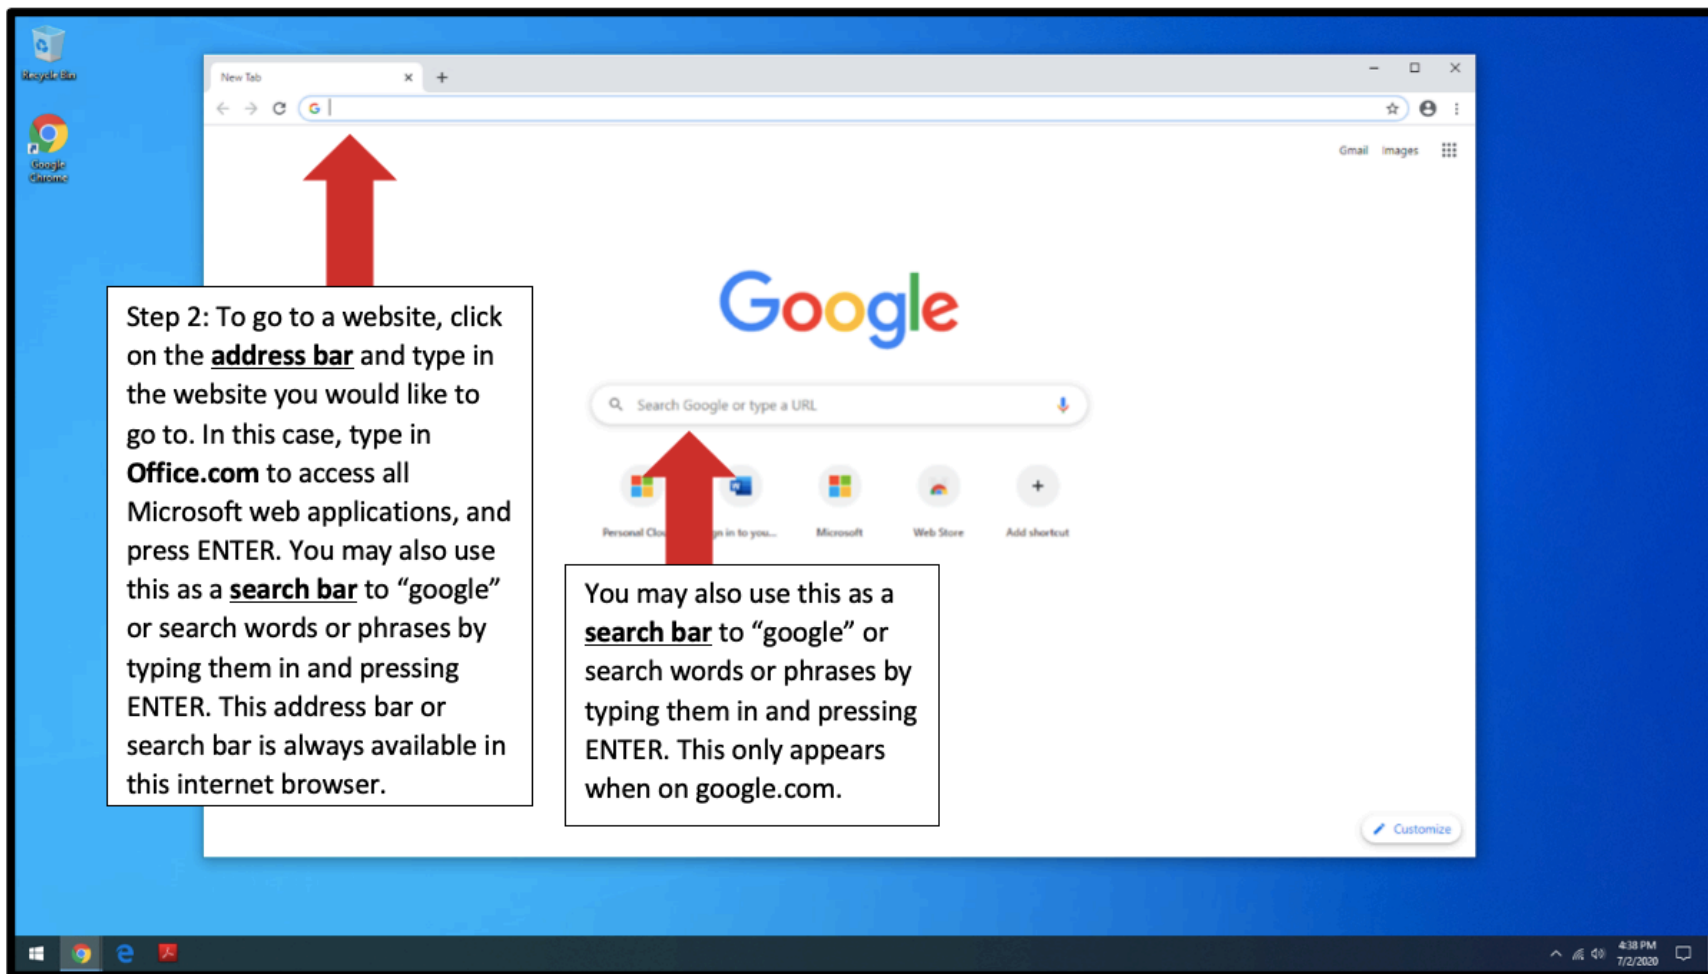 Recycle Bin
Google
Chrome
New Tab
Gmail Images
Google
Search Google or type a URL
Personal Clou
gn in to you...
Microsoft
Web Store
Add shortcut
Step 2: To go to a website, click
on the address bar and type in
the website you would like to
go to. In this case, type in
Office.com to access all
Microsoft web applications, and
press ENTER. You may also use
this as a search bar to “google”
or search words or phrases by
typing them in and pressing
ENTER. This address bar or
search bar is always available in
this internet browser.
You may also use this as a
search bar to “google” or
search words or phrases by
typing them in and pressing
ENTER. This only appears
when on google.com.
Customize
4:38 PM
7/2/2020